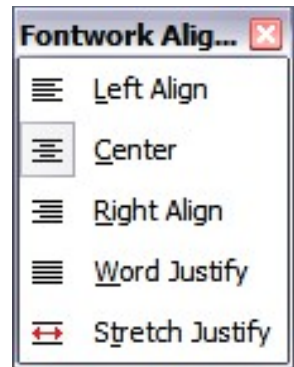 Fontwork Alig...
Left Align
Center
Right Align
Word Justify
Stretch Justify